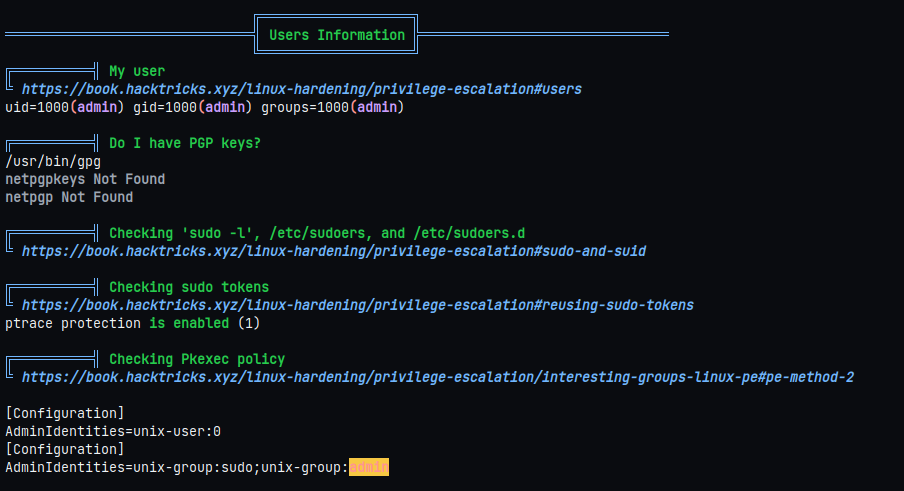 Users Information
My user
https://book.hacktricks.xyz/linux-hardening/privilege-escalation#users
uid=1000(admin) gid=1000(admin) groups=1000(admin)
Do I have PGP keys?
/usr/bin/gpg
netpgpkeys Not Found
netpgp Not Found
Checking 'sudo -l', /etc/sudoers, and /etc/sudoers.d
https://book.hacktricks.xyz/linux-hardening/privilege-escalation#sudo-and-suid
Checking sudo tokens
https://book.hacktricks.xyz/linux-hardening/privilege-escalation#reusing-sudo-tokens
ptrace protection is enabled (1)
Checking Pkexec policy
https://book.hacktricks.xyz/linux-hardening/privilege-escalation/interesting-groups-linux-pe#pe-method-2
[Configuration]
AdminIdentities=unix-user:0
[Configuration]
AdminIdentities=unix-group:sudo;unix-group:admin